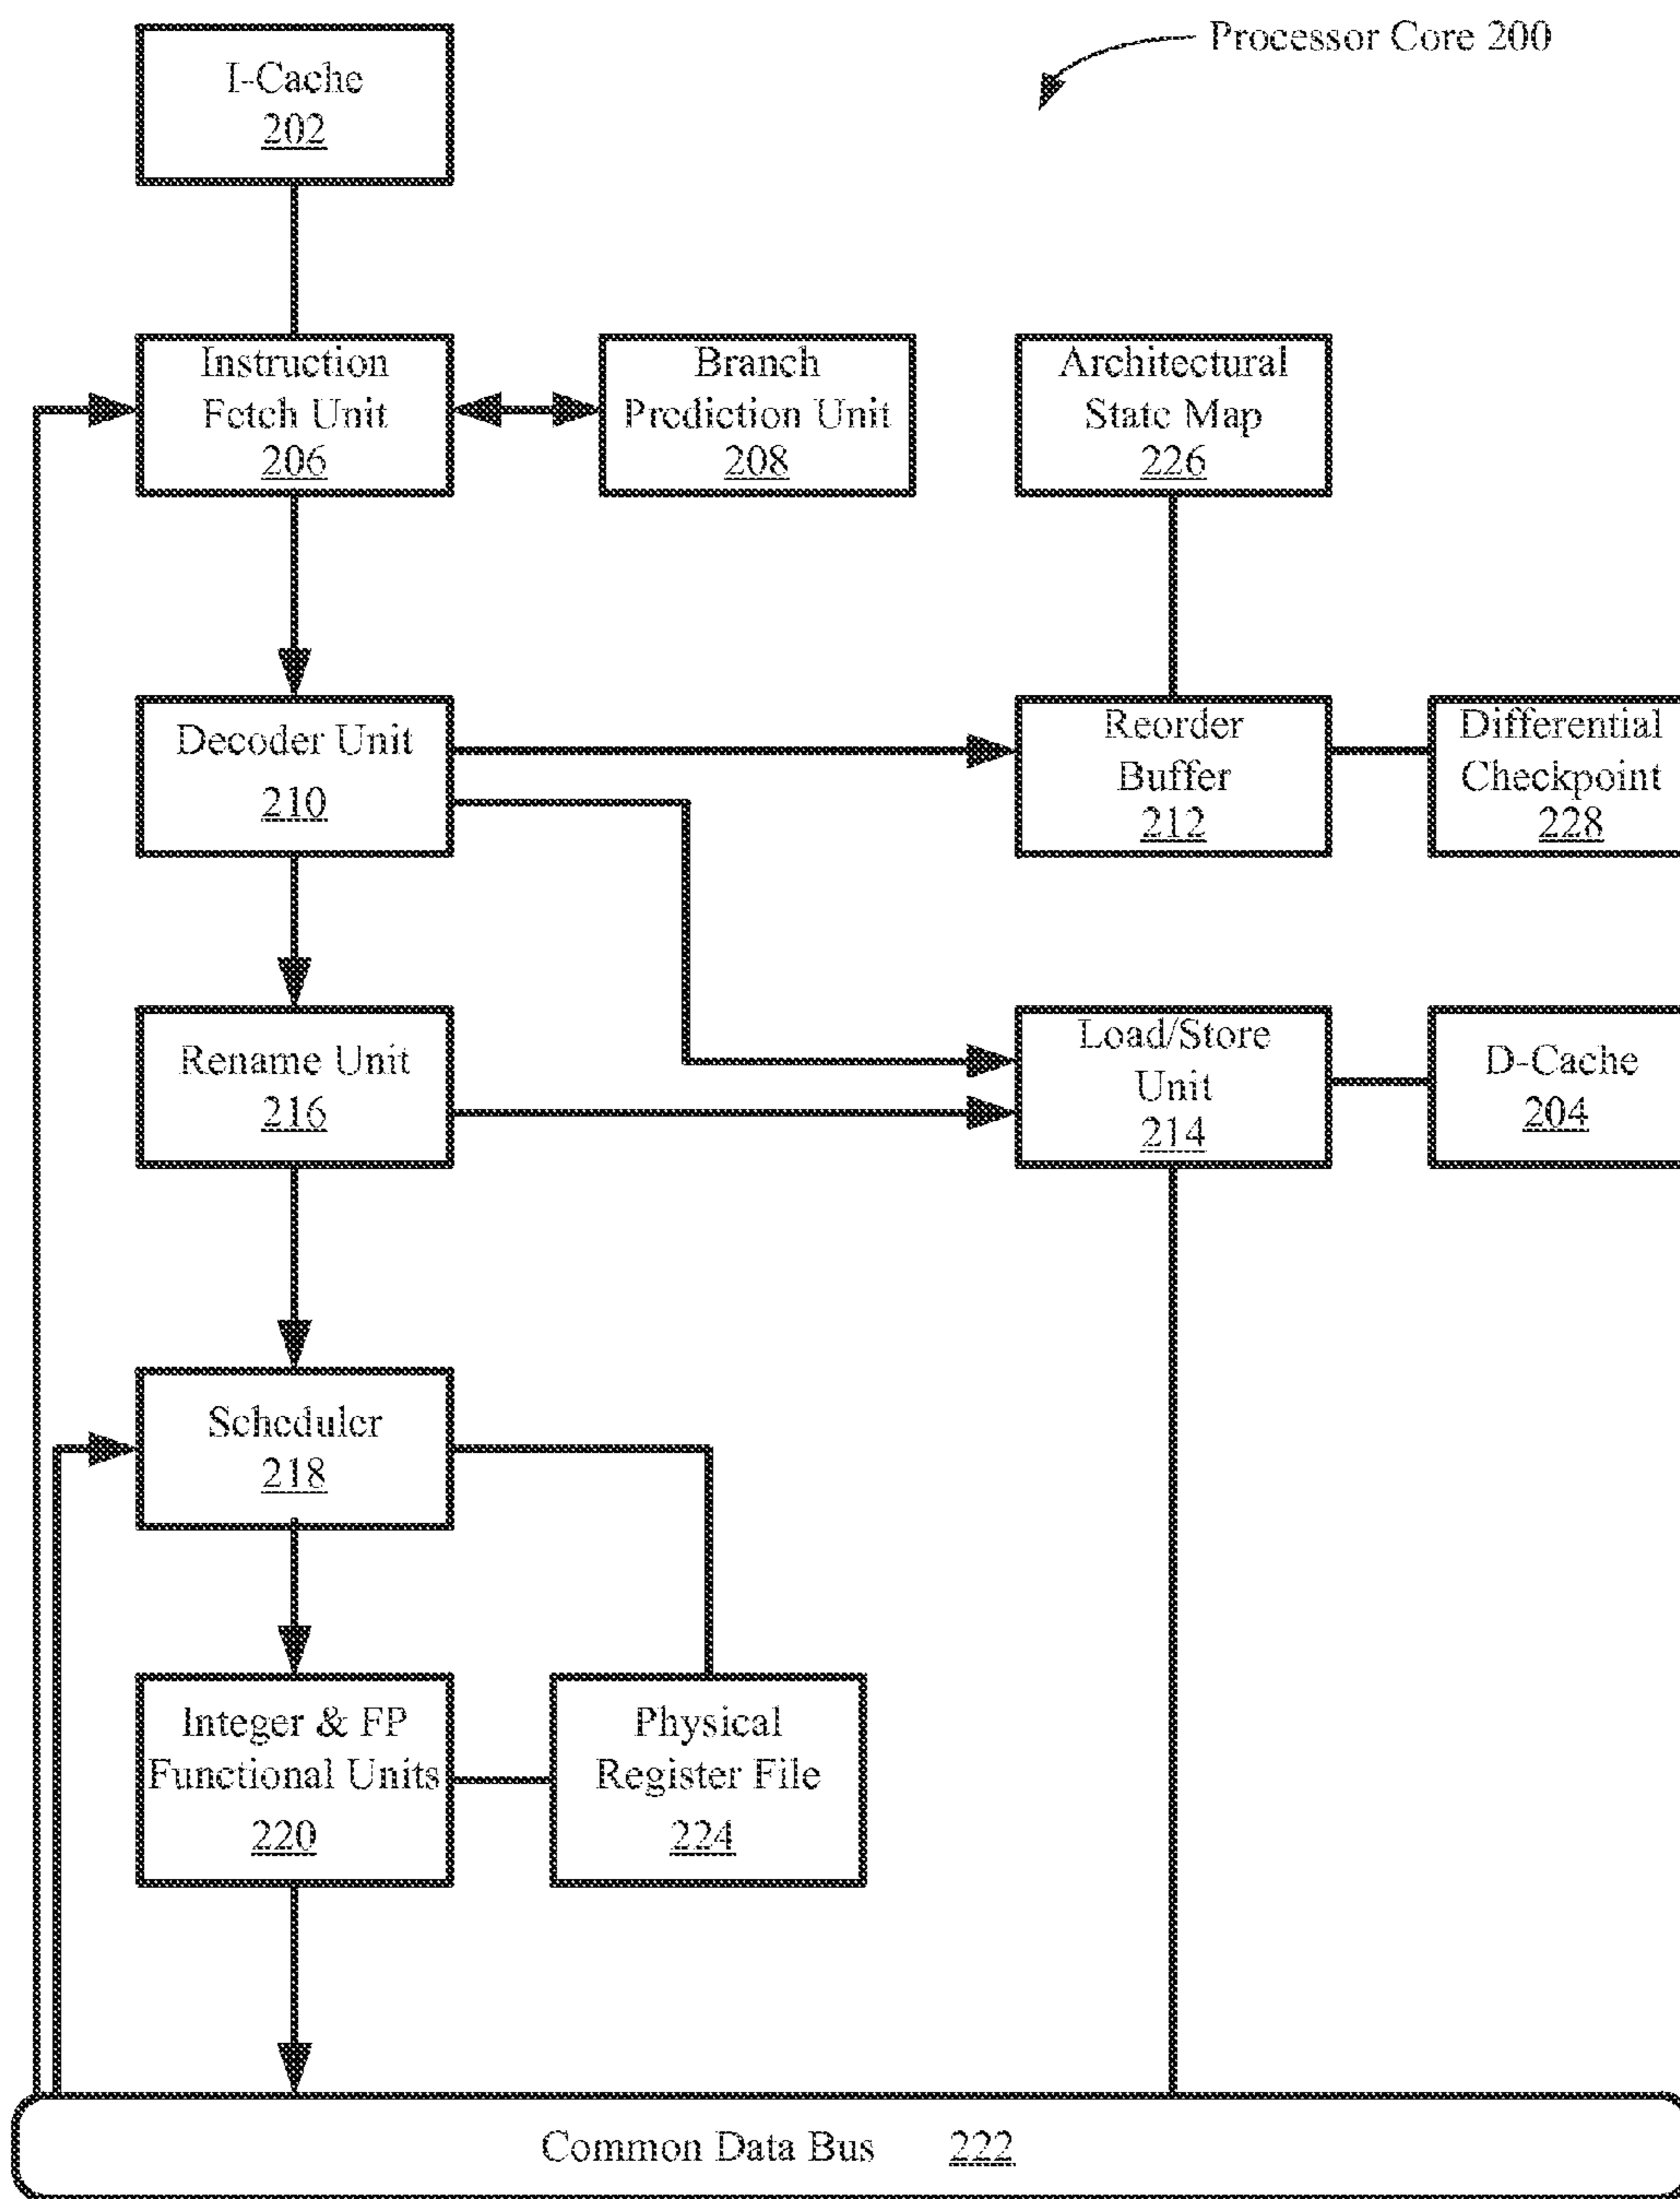 Processor Core 200
I-Cache
202
Instruction
Fetch Unit
206
Branch
Prediction Unit
208
Architectural
State Map
226
Decoder Unit
210
Reorder
Buffer
212
Differential
Checkpoint
228
Rename Unit
216
Load/Store
Unit
214
D-Cache
204
Scheduler
218
Integer & FP
Functional Units
220
Physical
Register File
224
Common Data Bus 222